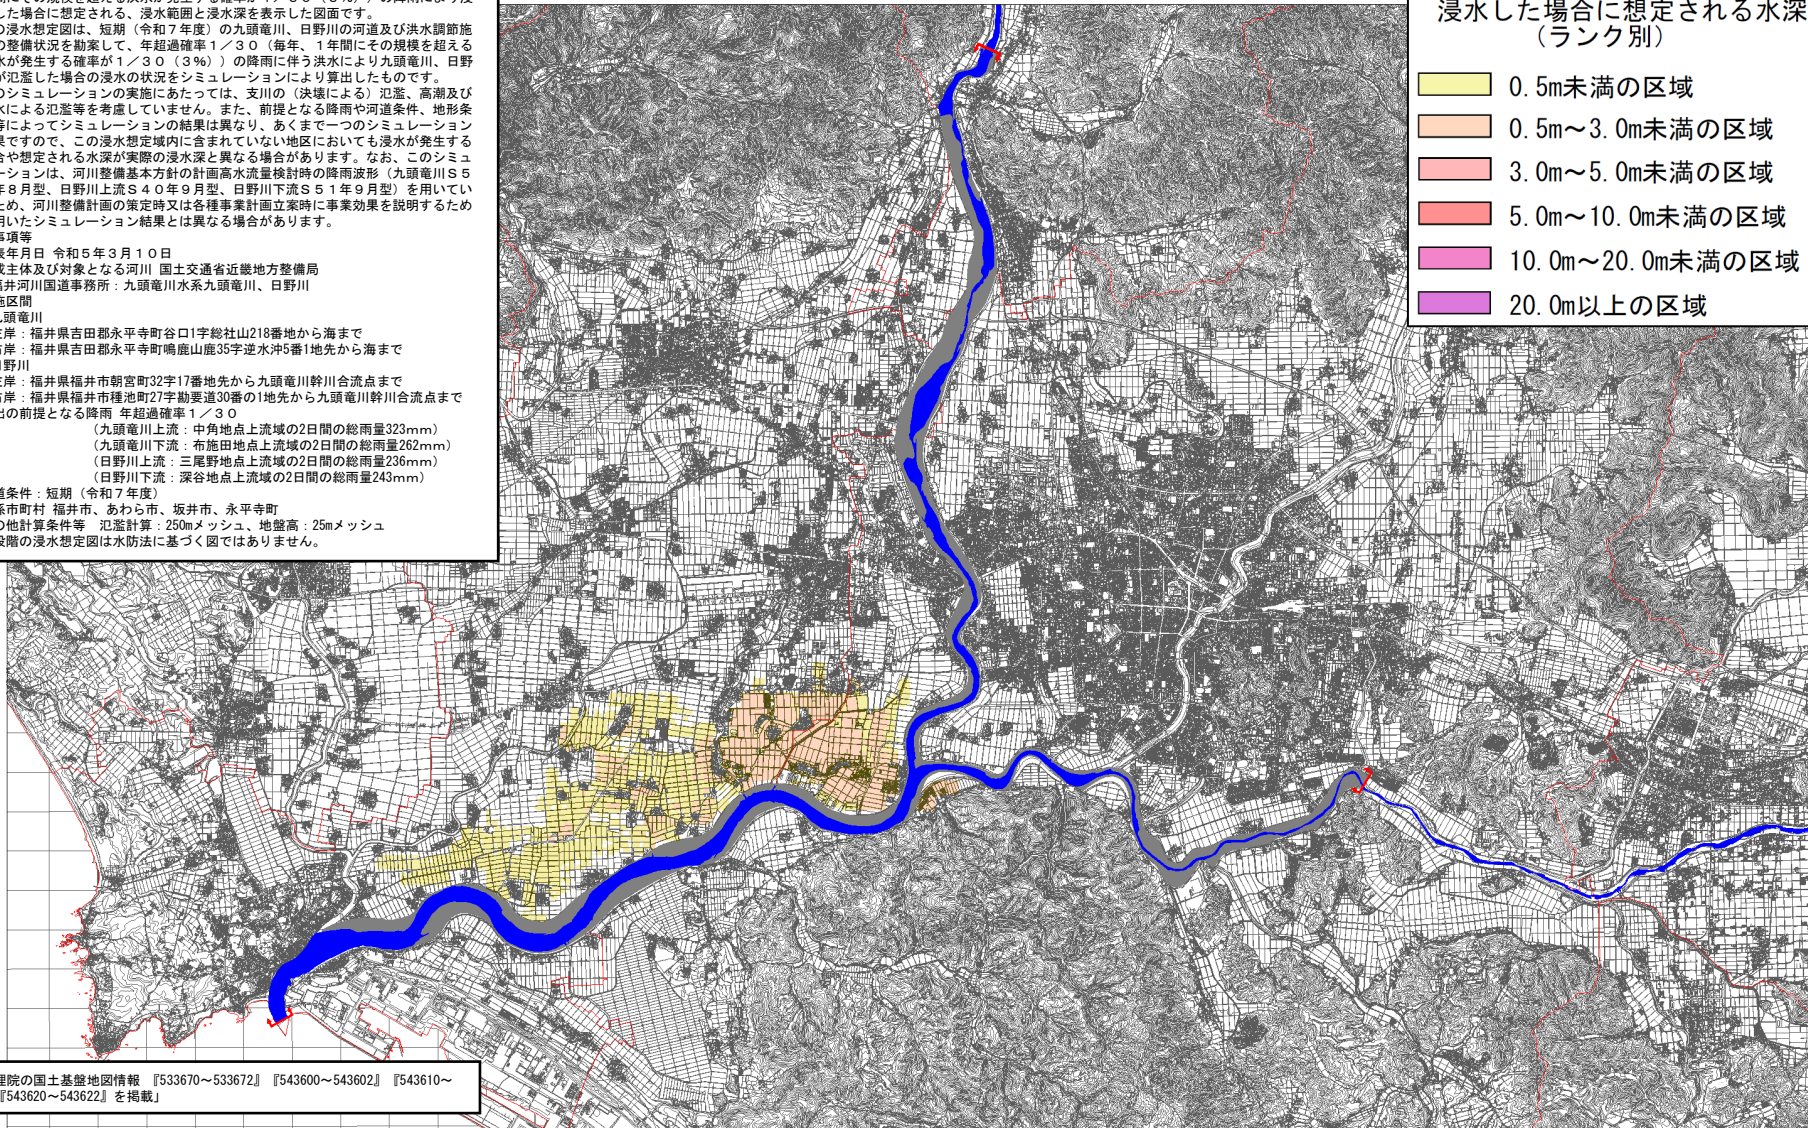 した場合に想定される、浸水範囲と浸水深を表示した図面です。
の浸水想定図は、短期（令和７年度）の九頭竜川、日野川の河道及び洪水調節施
の整備状況を勘案して、年超過確率１／３０（毎年、１年間にその規模を超える
水が発生する確率が１／３０（３％））の降雨に伴う洪水により九頭竜川、日野
が氾濫した場合の浸水の状況をシミュレーションにより算出したものです。
のシミュレーションの実施にあたっては、支川の（決壊による）氾濫、高潮及び
水による氾濫等を考慮していません。また、前提となる降雨や河道条件、地形条
等によってシミュレーションの結果は異なり、あくまで一つのシミュレーション
果ですので、この浸水想定域内に含まれていない地区においても浸水が発生する
合や想定される水深が実際の浸水深と異なる場合があります。なお、このシミュ
ーションは、河川整備基本方針の計画高水流量検討時の降雨波形（九頭竜川Ｓ５
年８月型、日野川上流Ｓ４０年９月型、日野川下流Ｓ５１年９月型）を用いてい
ため、河川整備計画の策定時又は各種事業計画立案時に事業効果を説明するため
用いたシミュレーション結果とは異なる場合があります。
事項等
表年月日 令和５年３月１０日
成主体及び対象となる河川 国土交通省近畿地方整備局
福井河川国道事務所：九頭竜川水系九頭竜川、日野川
施区間
九頭竜川
左岸：福井県吉田郡永平寺町谷口1字総社山218番地から海まで
右岸：福井県吉田郡永平寺町鳴鹿山鹿35字逆水沖5番1地先から海まで
日野川
左岸：福井県福井市朝宮町32字17番地先から九頭竜川幹川合流点まで
右岸：福井県福井市種池町27字勘要道30番の1地先から九頭竜川幹川合流点まで
出の前提となる降雨 年超過確率１／３０
（九頭竜川上流：中角地点上流域の2日間の総雨量323mm）
（九頭竜川下流：布施田地点上流域の2日間の総雨量262mm）
（日野川上流：三尾野地点上流域の2日間の総雨量236mm）
（日野川下流：深谷地点上流域の2日間の総雨量243mm）
道条件：短期（令和７年度）
係市町村 福井市、あわら市、坂井市、永平寺町
の他計算条件等 氾濫計算：250mメッシュ、地盤高：25mメッシュ
段階の浸水想定図は水防法に基づく図ではありません。
浸水した場合に想定される水深
（ランク別）
0.5m未満の区域
0.5m～3.0m未満の区域
3.0m～5.0m未満の区域
5.0m～10.0m未満の区域
10.0m～20.0m未満の区域
20.0m以上の区域
理院の国土基盤地図情報 『533670～533672』『543600～543602』『543610～
『543620～543622』を掲載」